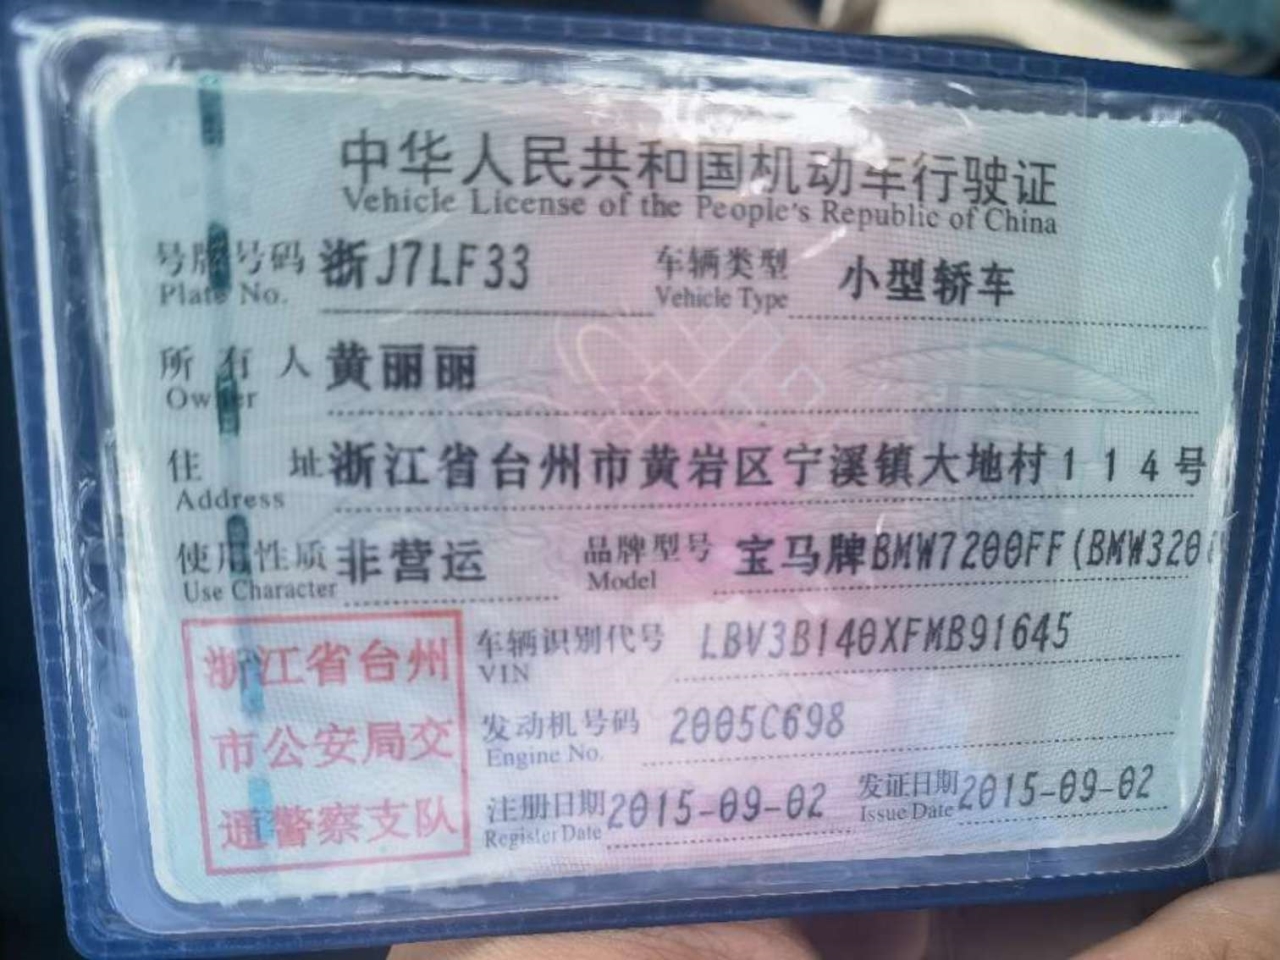 中华人民共和国机动车行驶证
Vehicle License of the People's Republic of China
号牌号码 浙J7LF33 车辆类型 小型轿车
Plate No. Vehicle Type
所有人 黄丽丽
Owner
住址 浙江省台州市黄岩区宁溪镇大地村114号
Address
使用性质 非营运 品牌型号 宝马牌BMW7200FF(BMW320
Use Character Model
浙江省台州
市公安局交
通警察支队
车辆识别代号 LBV3B140XFMB91645
VIN
发动机号码 2005C698
Engine No.
注册日期 2015-09-02 发证日期 2015-09-02
Register Date Issue Date